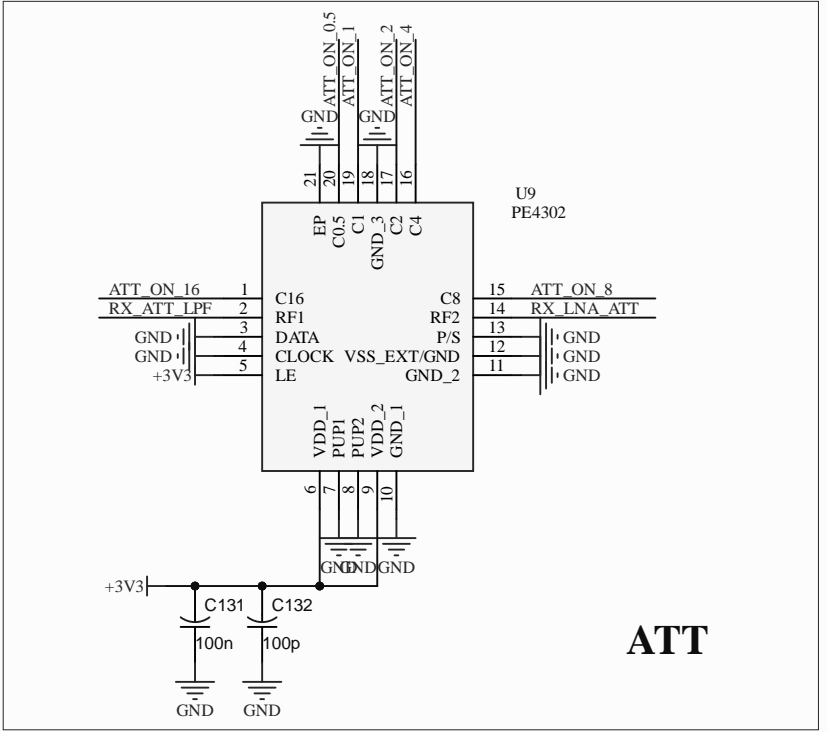 ATT_ON_0.5
ATT_ON_1
ATT_ON_2
ATT_ON_4
GND
GND
21
20
19
18
17
16
U9
PE4302
EP
C0.5
C1
GND_3
C2
C4
ATT_ON_16
1
C16
C8
15
ATT_ON_8
RX_ATT_LPF
2
RF1
RF2
14
RX_LNA_ATT
GND
3
DATA
P/S
13
GND
GND
4
CLOCK
VSS_EXT/GND
12
GND
+3V3
5
LE
GND_2
11
GND
VDD_1
PUP1
PUP2
VDD_2
GND_1
6
7
8
9
10
GND
GND
GND
+3V3
C131
C132
100n
100p
ATT
GND
GND